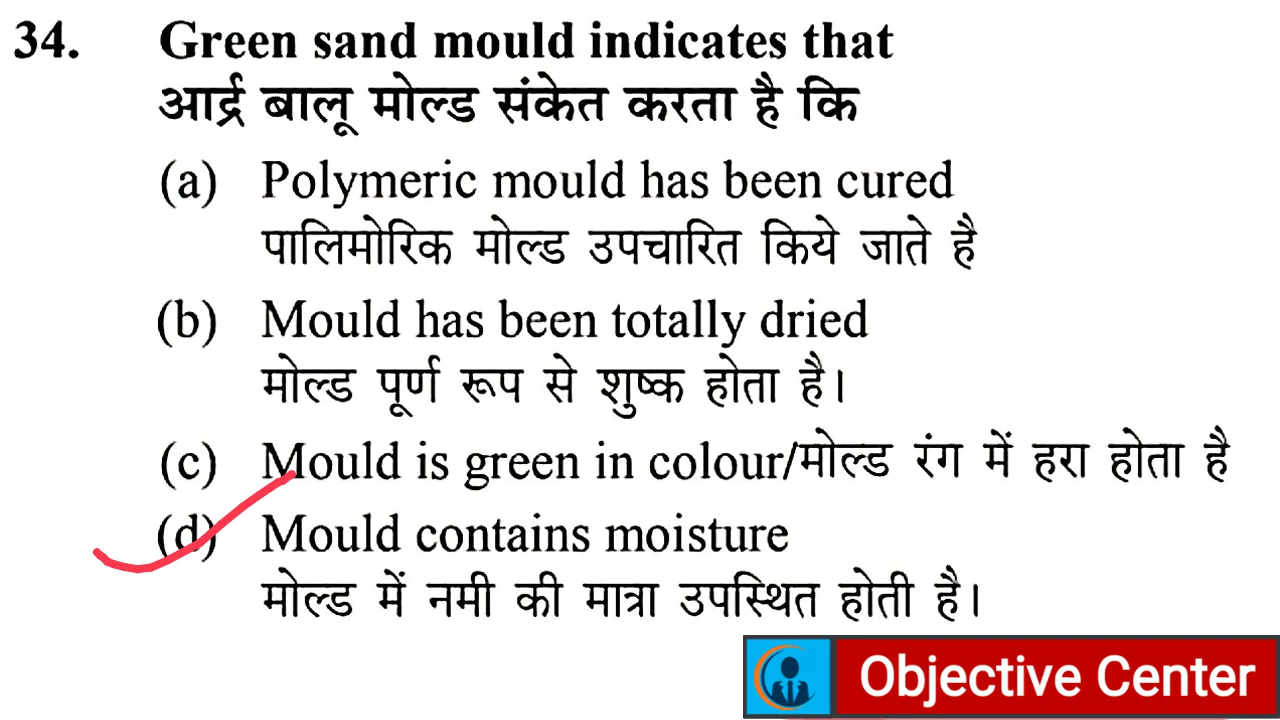 34. Green sand mould indicates that
आर्द्र बालू मोल्ड संकेत करता है कि
(a) Polymeric mould has been cured
पालिमोरिक मोल्ड उपचारित किये जाते है
(b) Mould has been totally dried
मोल्ड पूर्ण रूप से शुष्क होता है।
(c) Mould is green in colour/मोल्ड रंग में हरा होता है
(d) Mould contains moisture
मोल्ड में नमी की मात्रा उपस्थित होती है।
Objective Center